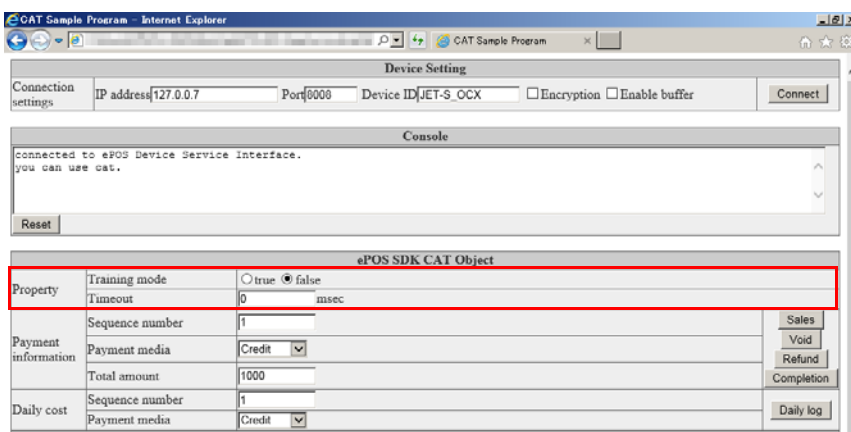 CAT Sample Program - Internet Explorer
CAT Sample Program
Device Setting
Connection settings IP address 127.0.0.7 Port 8008 Device ID JET-S_OCX Encryption Enable buffer Connect
Console
connected to ePOS Device Service Interface.
you can use cat.
Reset
ePOS SDK CAT Object
Property
Training mode true false
Timeout 0 msec
Payment information
Sequence number 1
Payment media Credit
Total amount 1000
Sales
Void
Refund
Completion
Daily cost
Sequence number 1
Payment media Credit
Daily log